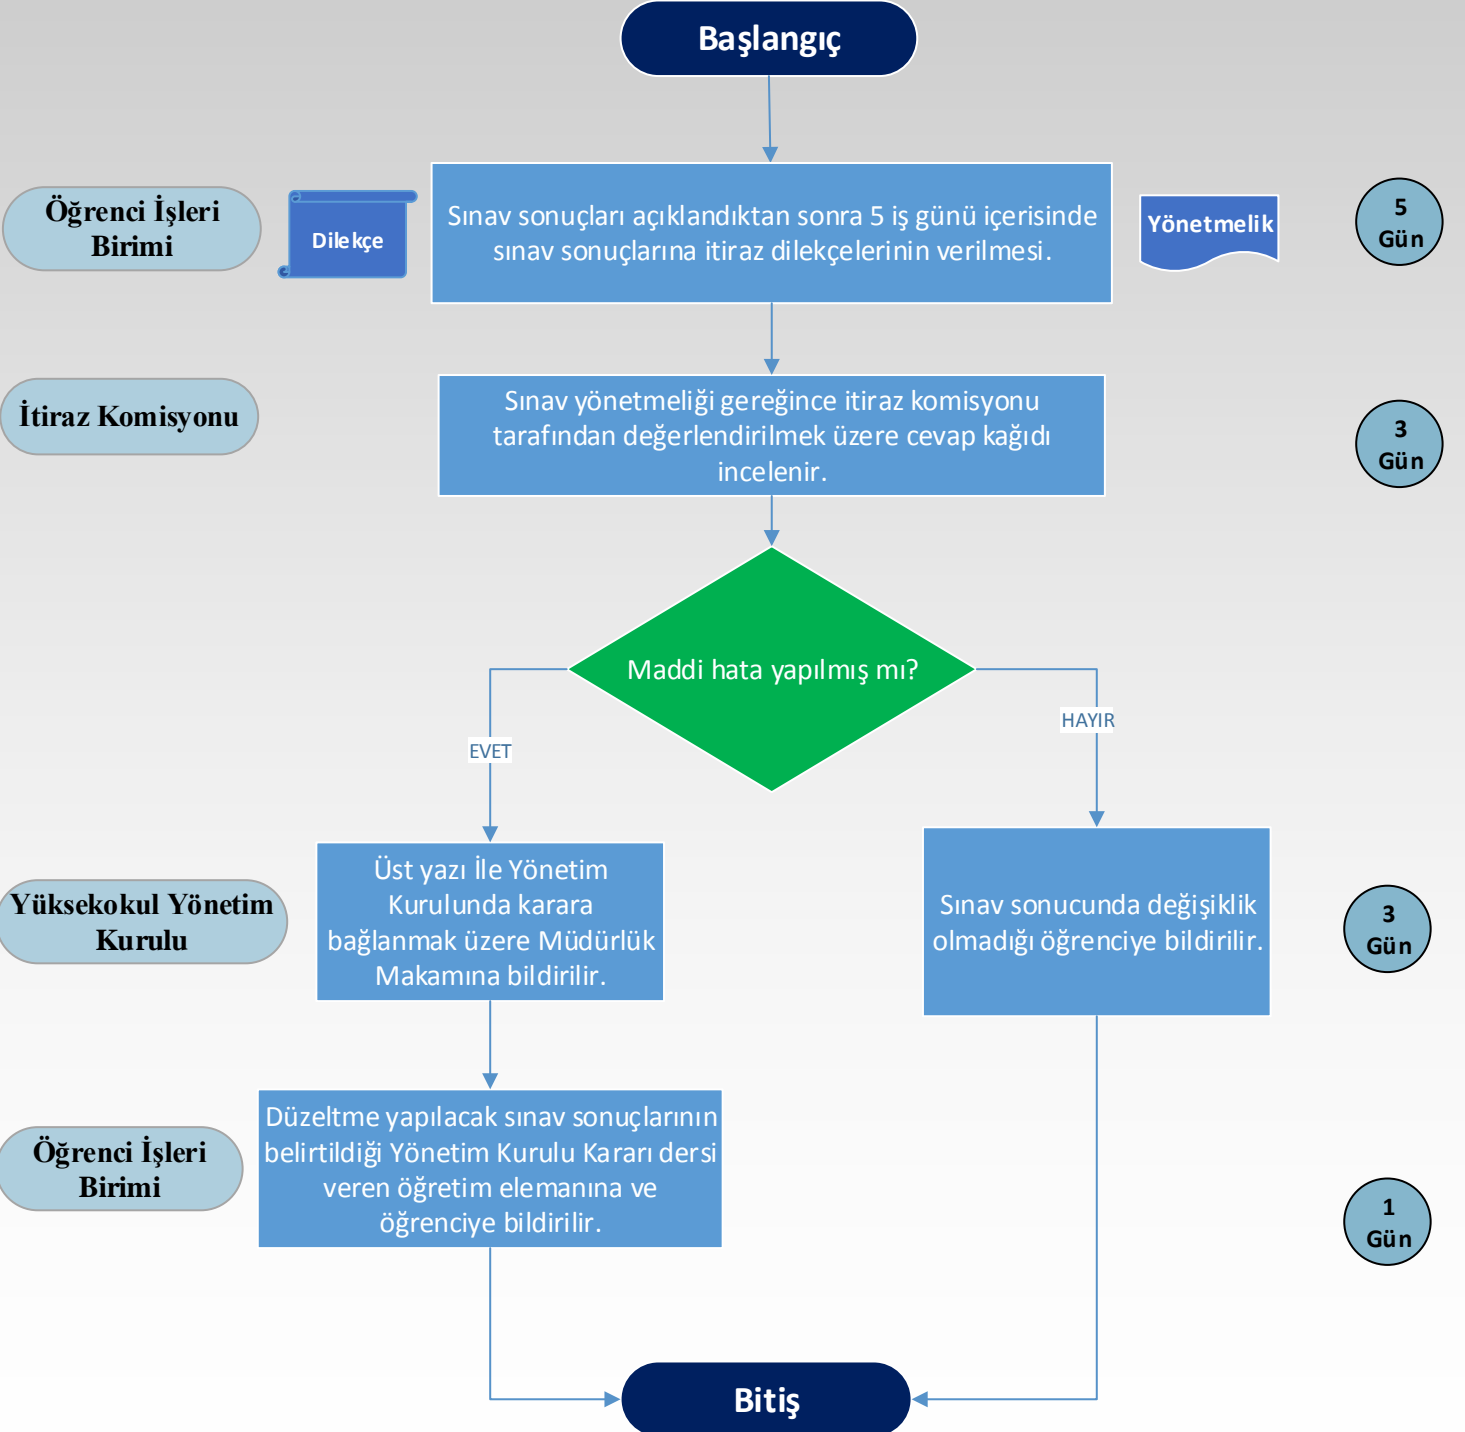 Başlangıç
Öğrenci İşleri
Birimi
Dilekçe
Sınav sonuçları açıklandıktan sonra 5 iş günü içerisinde
sınav sonuçlarına itiraz dilekçelerinin verilmesi.
Yönetmelik
5
Gün
İtiraz Komisyonu
Sınav yönetmeliği gereğince itiraz komisyonu
tarafından değerlendirilmek üzere cevap kağıdı
incelenir.
3
Gün
Maddi hata yapılmış mı?
EVET
HAYIR
Yüksekokul Yönetim
Kurulu
Üst yazı İle Yönetim
Kurulunda karara
bağlanmak üzere Müdürlük
Makamına bildirilir.
Sınav sonucunda değişiklik
olmadığı öğrenciye bildirilir.
3
Gün
Öğrenci İşleri
Birimi
Düzeltme yapılacak sınav sonuçlarının
belirtildiği Yönetim Kurulu Kararı dersi
veren öğretim elemanına ve
öğrenciye bildirilir.
1
Gün
Bitiş